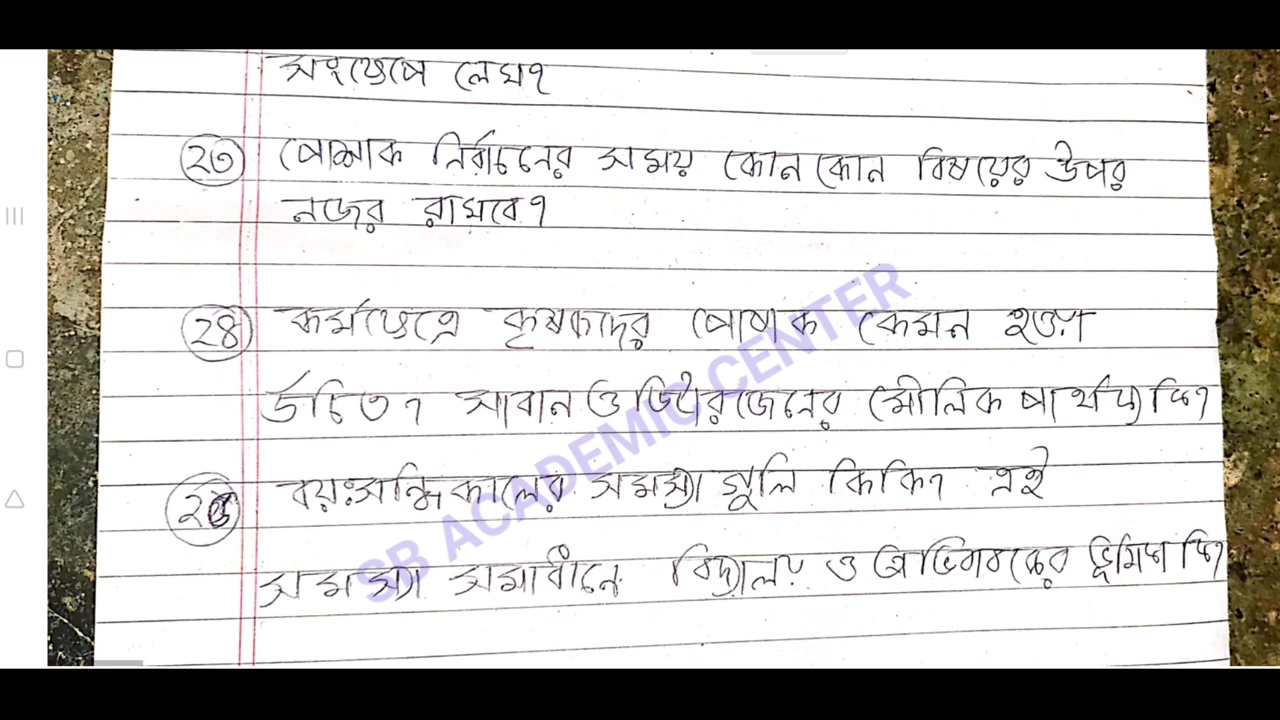 সংক্ষেপে লেখ?
২৩ পোশাক নির্বাচনের সময় কোন কোন বিষয়ের উপর
নজর রাখবে?
২৪ কর্মক্ষেত্রে কৃষকদের পোষাক কেমন হওয়া
উচিত? সাবান ও ডিটারজেন্টের মৌলিক পার্থক্য কি?
২৫ বয়ঃসন্ধিকালের সমস্যা গুলি কি কি? এই
সমস্যা সমাধানে বিদ্যালয় ও অভিভাবকের ভূমিকা কি?
SB ACADEMIC CENTER